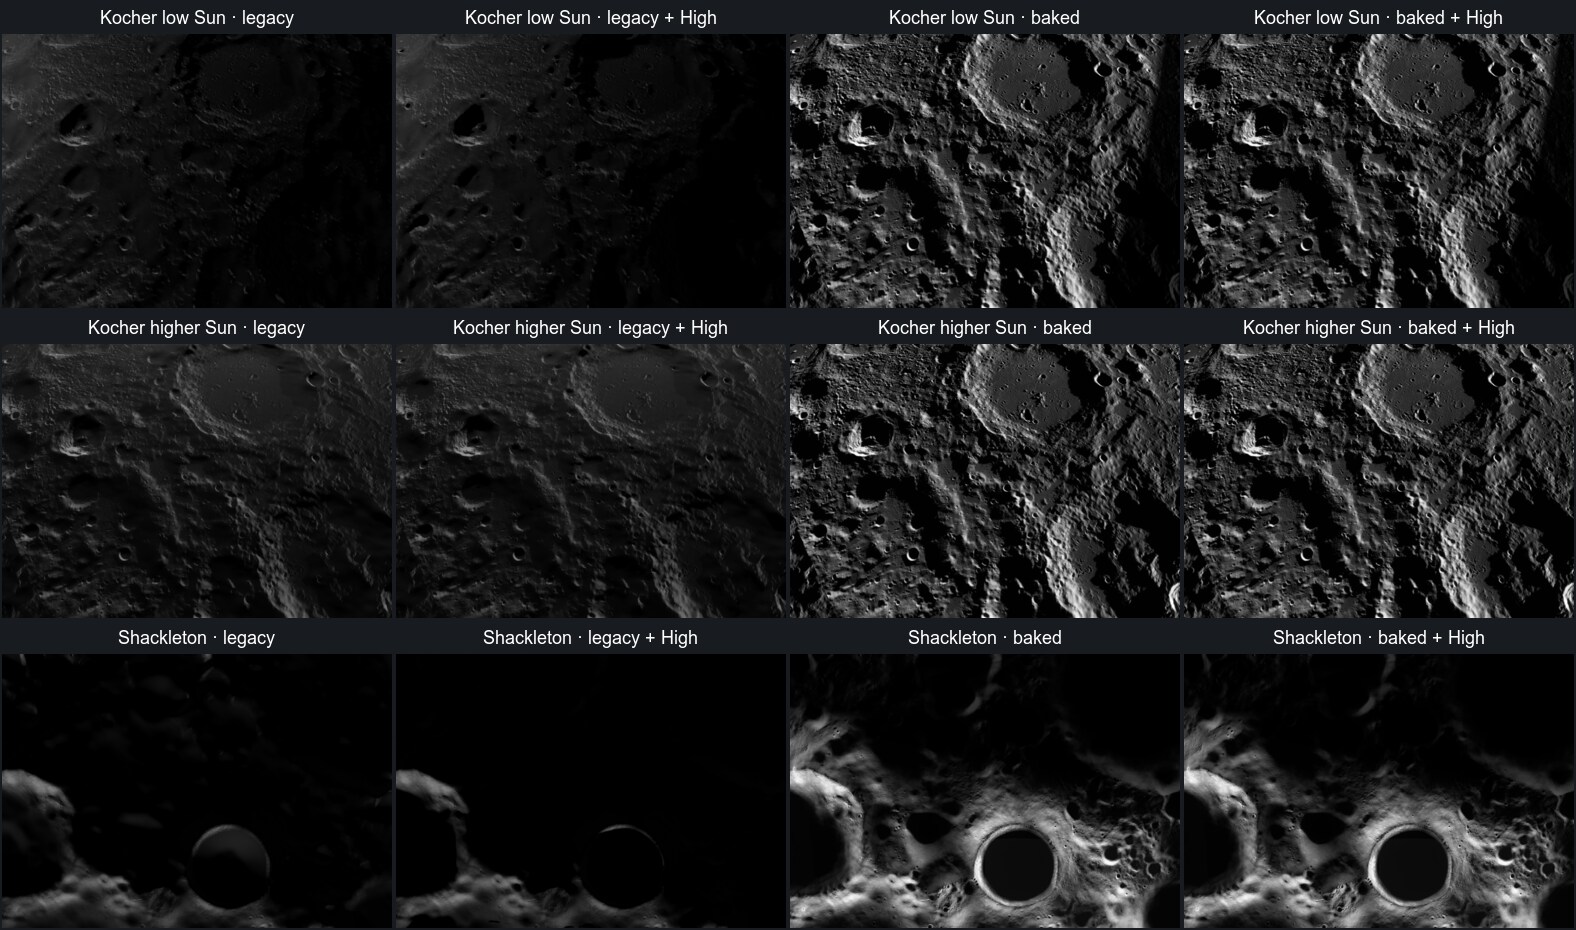 Kocher low Sun · legacy
Kocher low Sun · legacy + High
Kocher low Sun · baked
Kocher low Sun · baked + High
Kocher higher Sun · legacy
Kocher higher Sun · legacy + High
Kocher higher Sun · baked
Kocher higher Sun · baked + High
Shackleton · legacy
Shackleton · legacy + High
Shackleton · baked
Shackleton · baked + High